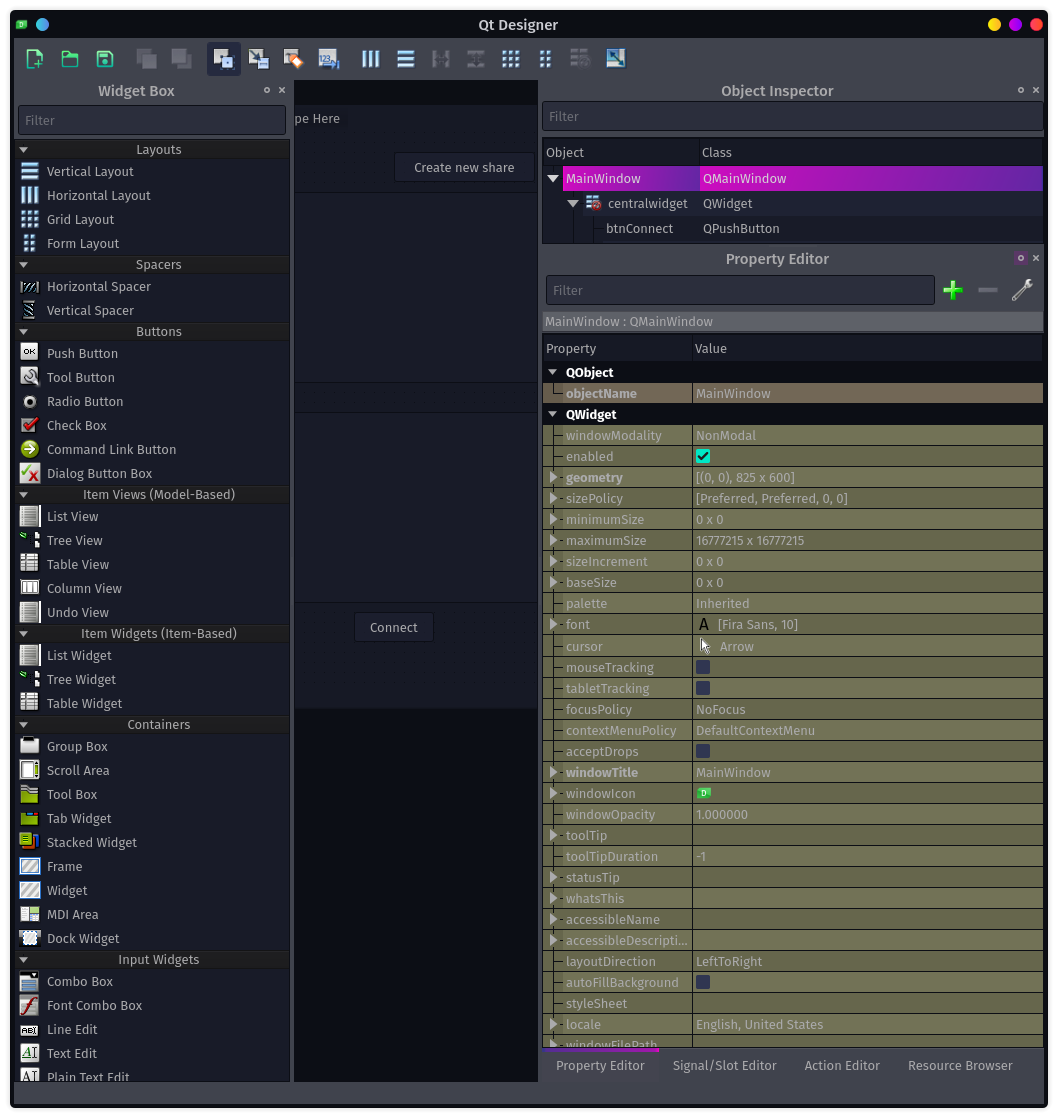 Qt Designer
Widget Box
Filter
Layouts
Vertical Layout
Horizontal Layout
Grid Layout
Form Layout
Spacers
Horizontal Spacer
Vertical Spacer
Buttons
Push Button
Tool Button
Radio Button
Check Box
Command Link Button
Dialog Button Box
Item Views (Model-Based)
List View
Tree View
Table View
Column View
Undo View
Item Widgets (Item-Based)
List Widget
Tree Widget
Table Widget
Containers
Group Box
Scroll Area
Tool Box
Tab Widget
Stacked Widget
Frame
Widget
MDI Area
Dock Widget
Input Widgets
Combo Box
Font Combo Box
Line Edit
Text Edit
Plain Text Edit
pe Here
Create new share
Connect
Object Inspector
Filter
Object Class
MainWindow QMainWindow
centralwidget QWidget
btnConnect QPushButton
Property Editor
Filter
MainWindow : QMainWindow
Property Value
QObject
objectName MainWindow
QWidget
windowModality NonModal
enabled
geometry [(0, 0), 825 x 600]
sizePolicy [Preferred, Preferred, 0, 0]
minimumSize 0 x 0
maximumSize 16777215 x 16777215
sizeIncrement 0 x 0
baseSize 0 x 0
palette Inherited
font A [Fira Sans, 10]
cursor Arrow
mouseTracking
tabletTracking
focusPolicy NoFocus
contextMenuPolicy DefaultContextMenu
acceptDrops
windowTitle MainWindow
windowIcon
windowOpacity 1.000000
toolTip
toolTipDuration -1
statusTip
whatsThis
accessibleName
accessibleDescripti...
layoutDirection LeftToRight
autoFillBackground
styleSheet
locale English, United States
windowFilePath
Property Editor Signal/Slot Editor Action Editor Resource Browser